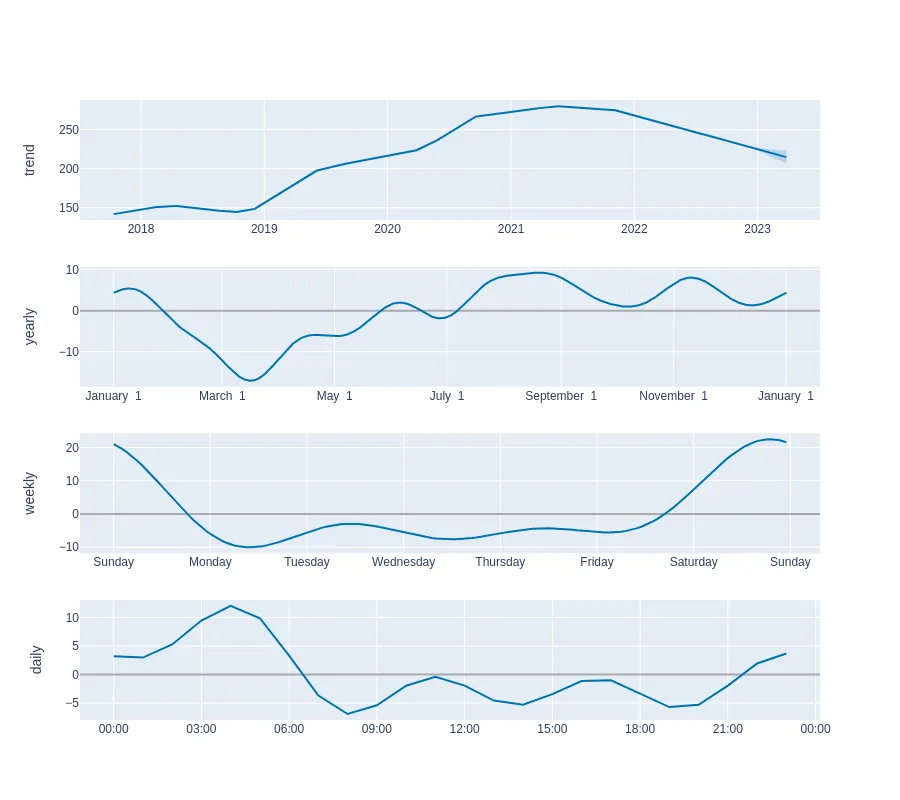 trend
250
200
150
2018 2019 2020 2021 2022 2023
yearly
10
0
−10
January 1 March 1 May 1 July 1 September 1 November 1 January 1
weekly
20
10
0
−10
Sunday Monday Tuesday Wednesday Thursday Friday Saturday Sunday
daily
10
5
0
−5
00:00 03:00 06:00 09:00 12:00 15:00 18:00 21:00 00:00